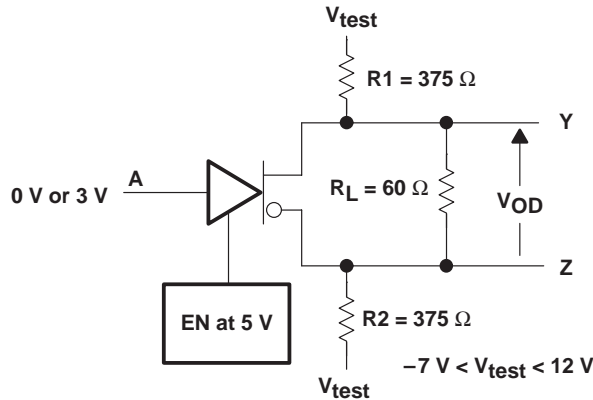 Vtest
R1 = 375 Ω
Y
A
0 V or 3 V
RL = 60 Ω
VOD
Z
EN at 5 V
R2 = 375 Ω
−7 V < Vtest < 12 V
Vtest